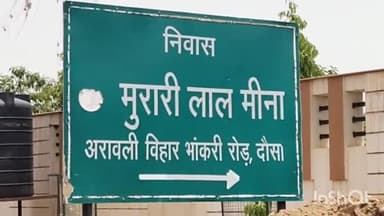 निवास
मुरारी लाल मीना
अरावली विहार भांकरी रोड़, दौसा
InShOt